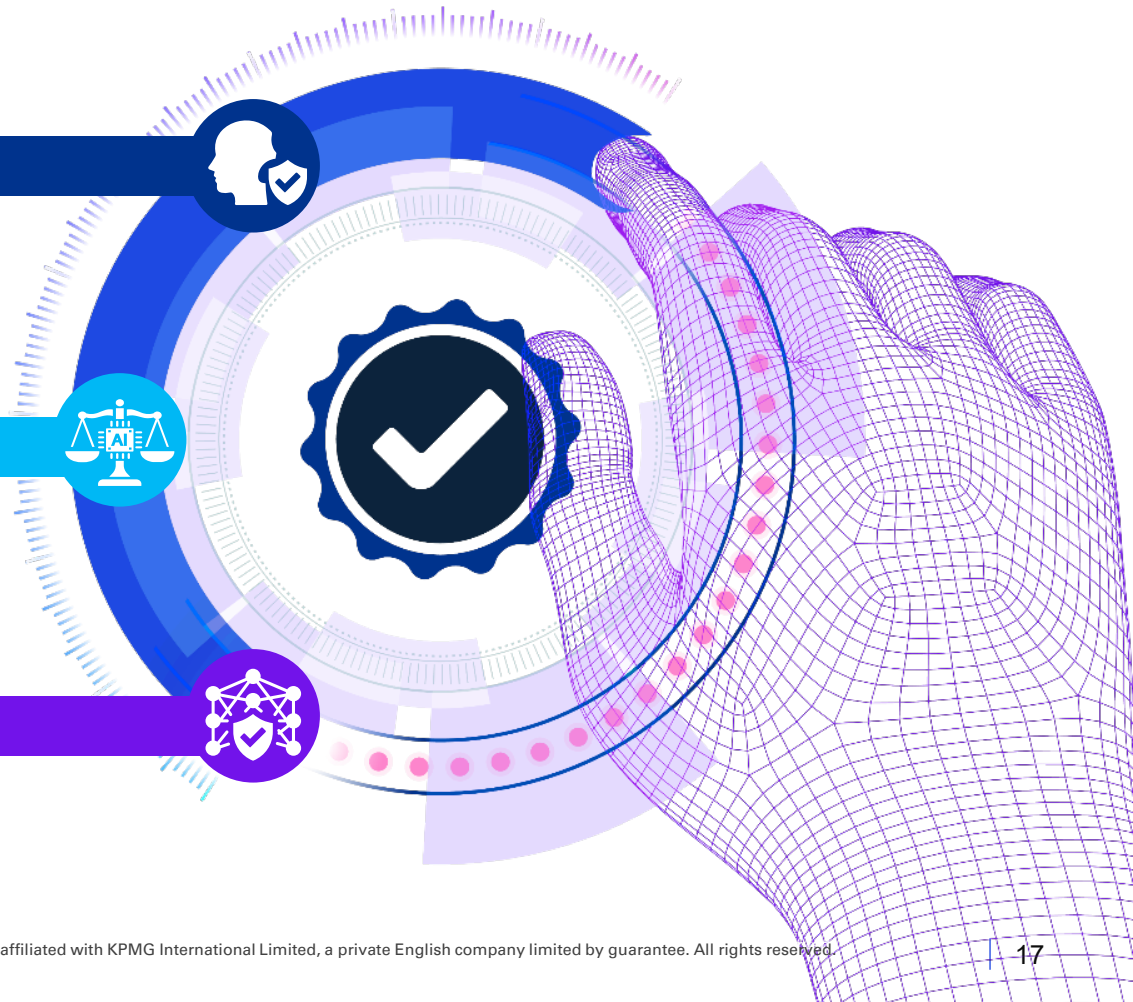 AI
affiliated with KPMG International Limited, a private English company limited by guarantee. All rights reserved.
17